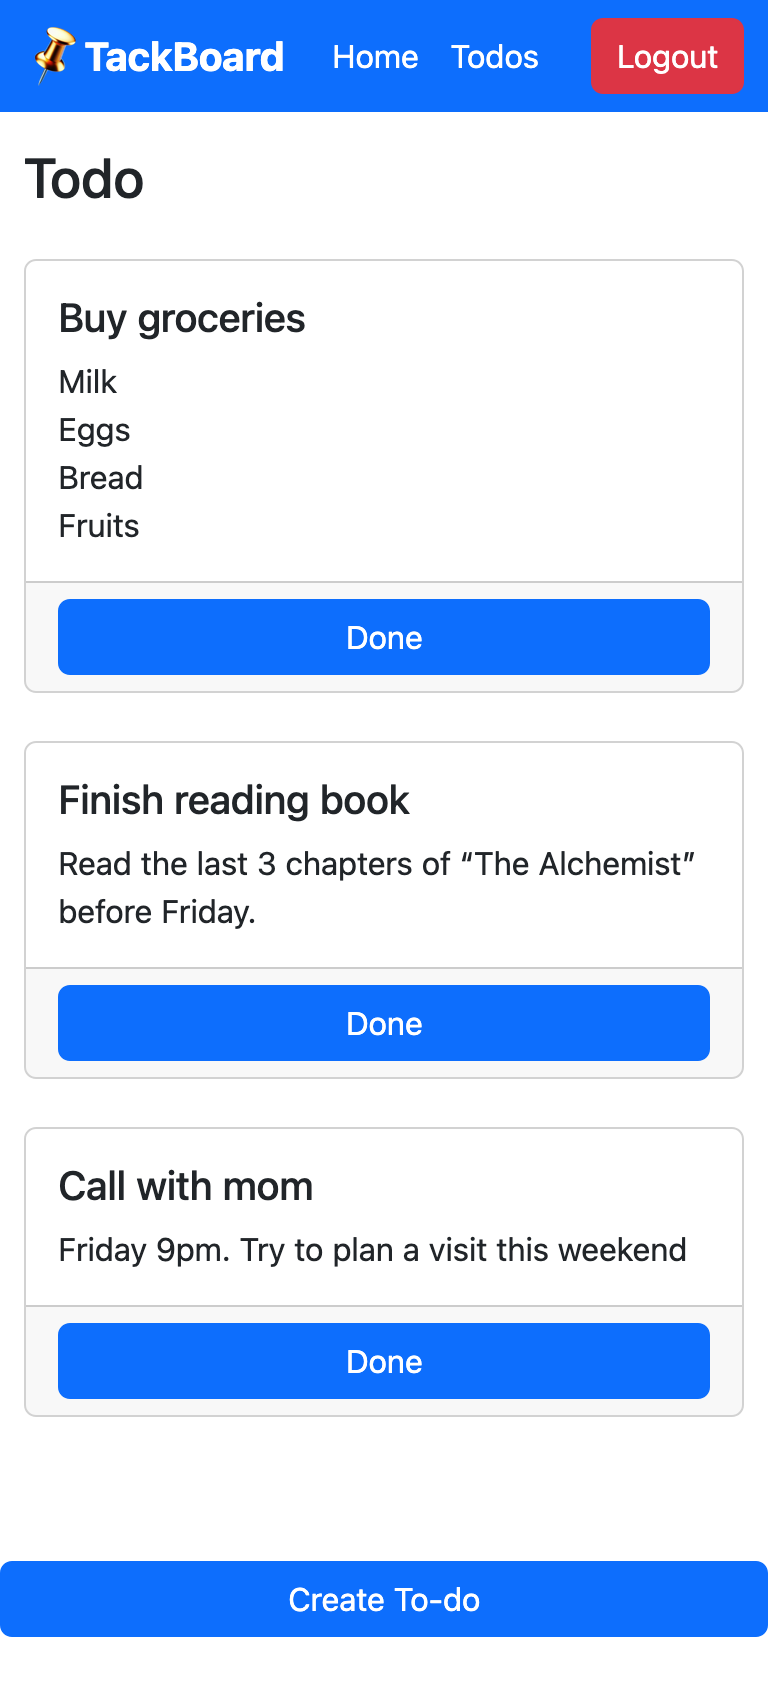 TackBoard Home Todos Logout
Todo
Buy groceries
Milk
Eggs
Bread
Fruits
Done
Finish reading book
Read the last 3 chapters of “The Alchemist”
before Friday.
Done
Call with mom
Friday 9pm. Try to plan a visit this weekend
Done
Create To-do